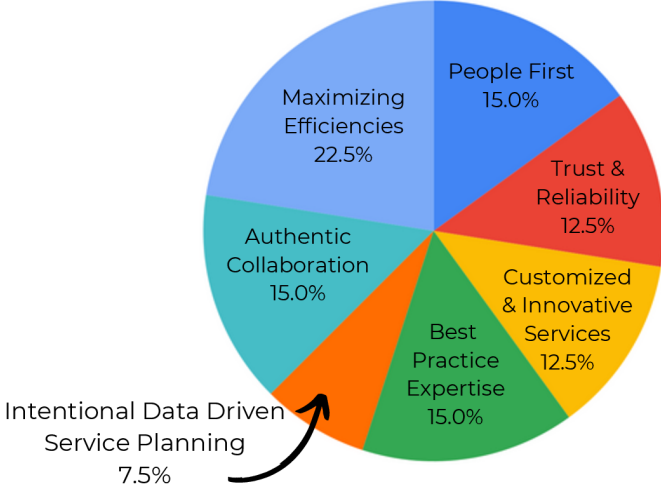 People First
15.0%
Trust &
Reliability
12.5%
Customized
& Innovative
Services
12.5%
Best
Practice
Expertise
15.0%
Intentional Data Driven
Service Planning
7.5%
Authentic
Collaboration
15.0%
Maximizing
Efficiencies
22.5%